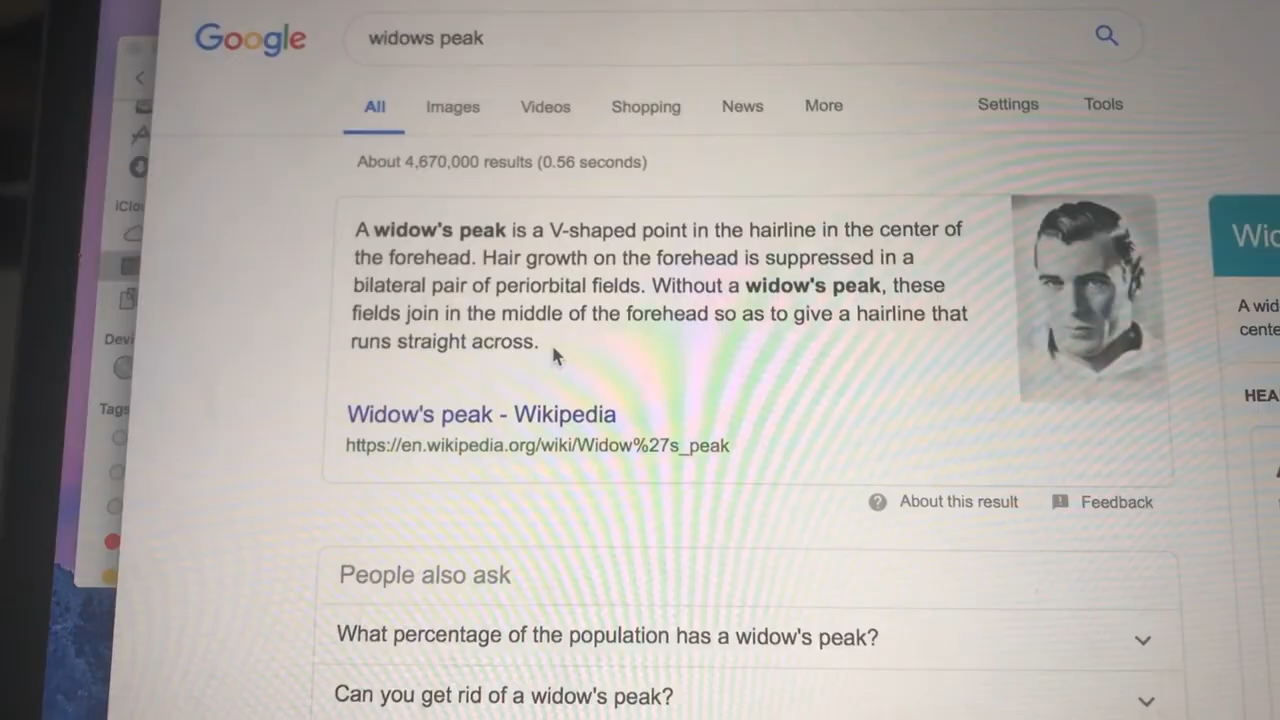 Google
widows peak
All Images Videos Shopping News More Settings Tools
About 4,670,000 results (0.56 seconds)
A widow's peak is a V-shaped point in the hairline in the center of
the forehead. Hair growth on the forehead is suppressed in a
bilateral pair of periorbital fields. Without a widow's peak, these
fields join in the middle of the forehead so as to give a hairline that
runs straight across.
Widow's peak - Wikipedia
https://en.wikipedia.org/wiki/Widow%27s_peak
About this result Feedback
People also ask
What percentage of the population has a widow's peak?
Can you get rid of a widow's peak?
Tags